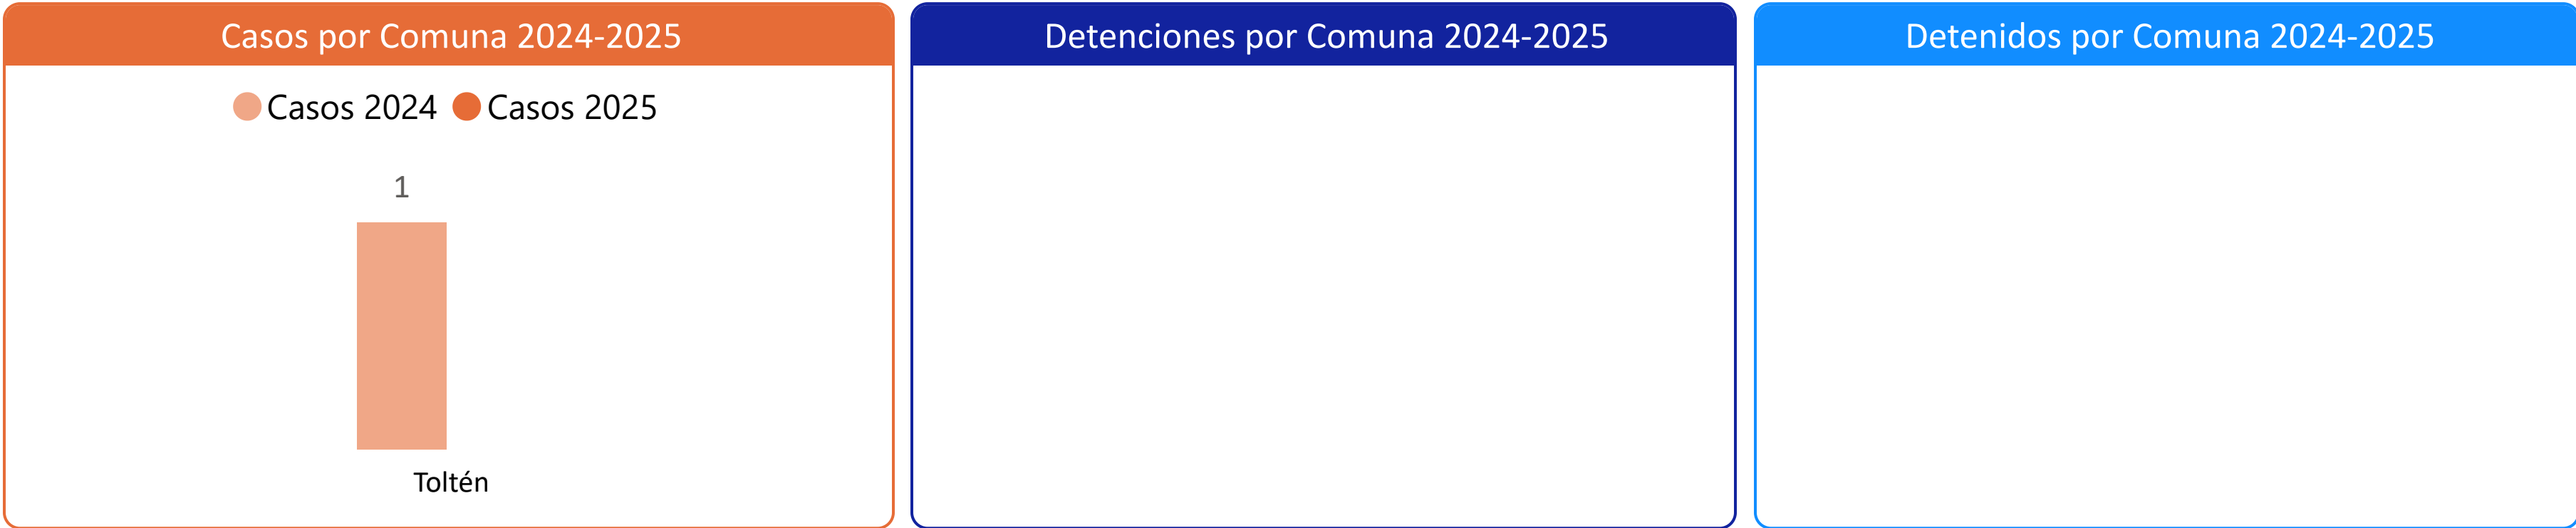 Casos por Comuna 2024-2025
Casos 2024 Casos 2025
1
Toltén
Detenciones por Comuna 2024-2025
Detenidos por Comuna 2024-2025